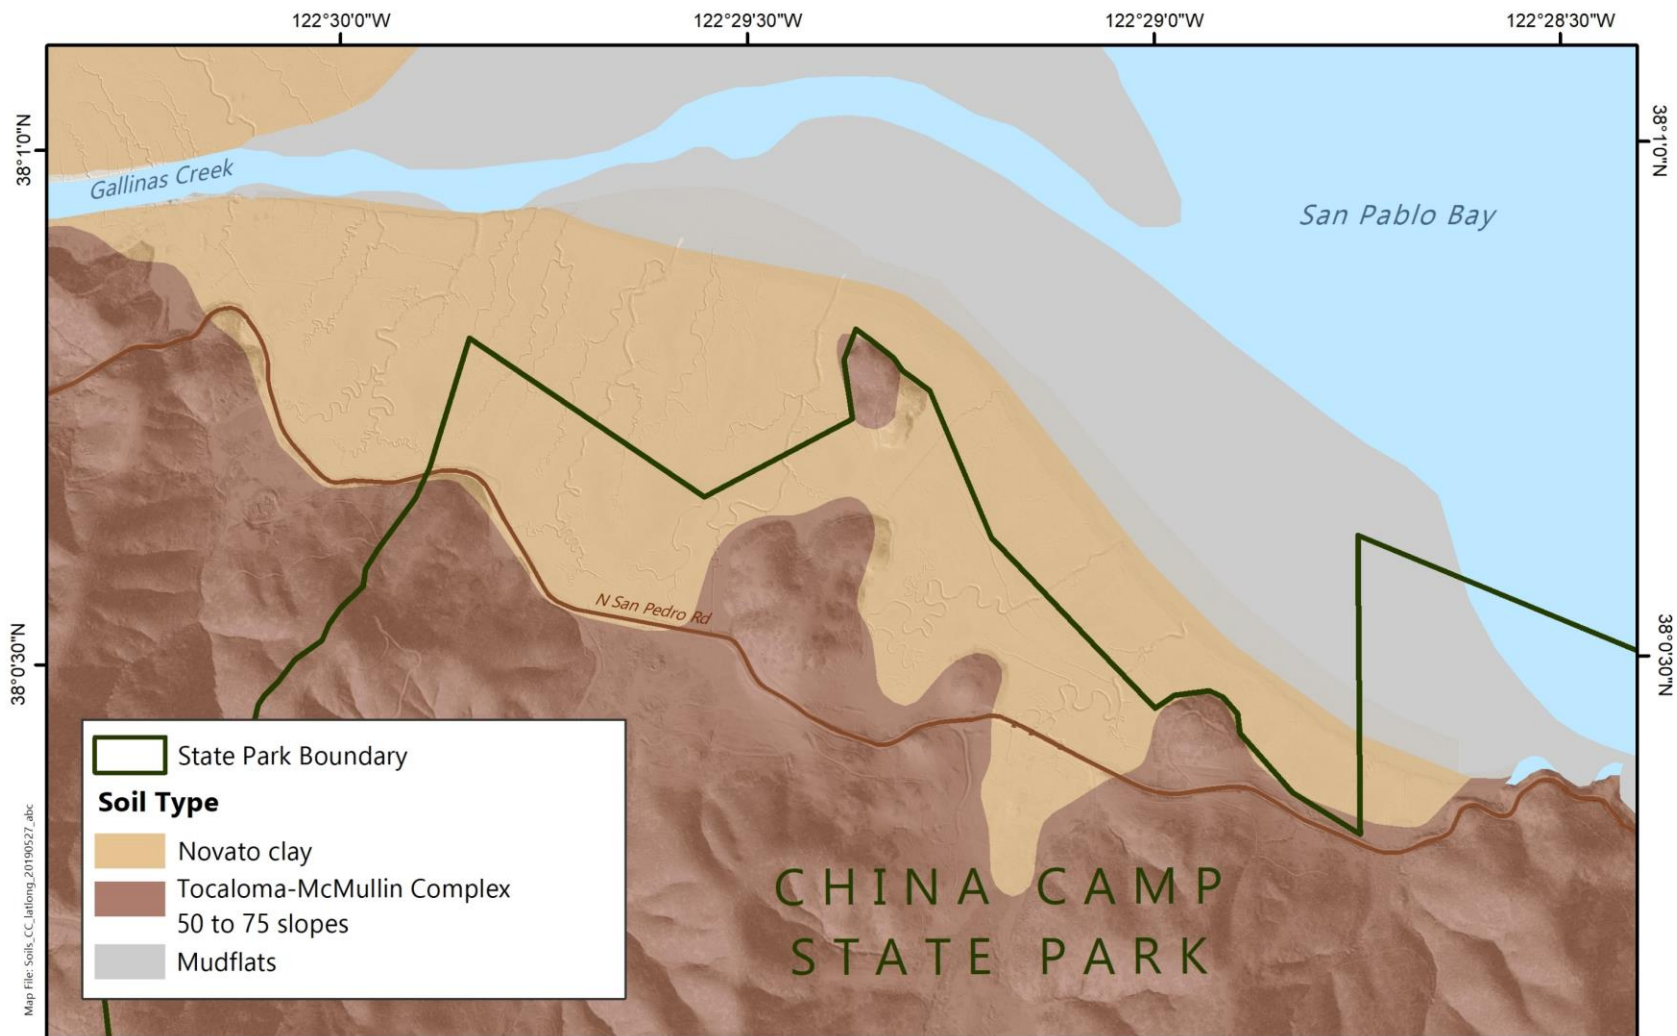 122°30'0"W
122°29'30"W
122°29'0"W
122°28'30"W
38°1'0"N
38°1'0"N
Gallinas Creek
San Pablo Bay
N San Pedro Rd
38°0'30"N
38°0'30"N
State Park Boundary
Soil Type
Novato clay
Tocaloma-McMullin Complex
50 to 75 slopes
Mudflats
CHINA CAMP
STATE PARK
Map File: Soils_CC_latlong_20190527_abc